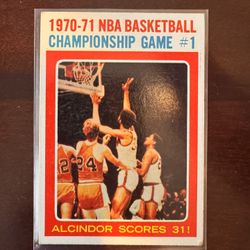 1970-71 NBA BASKETBALL
CHAMPIONSHIP GAME #1
ALCINDOR SCORES 31!